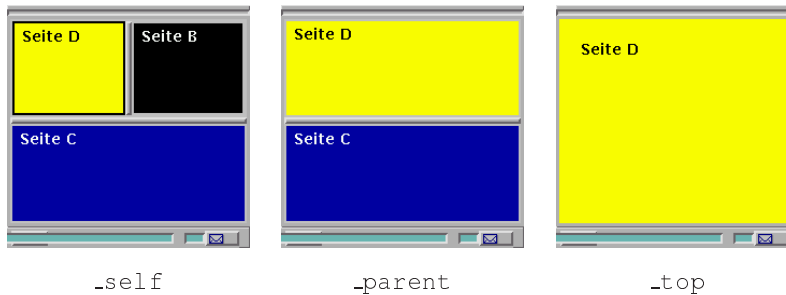 Seite D
Seite B
Seite C
Seite D
Seite C
Seite D
_self
_parent
_top